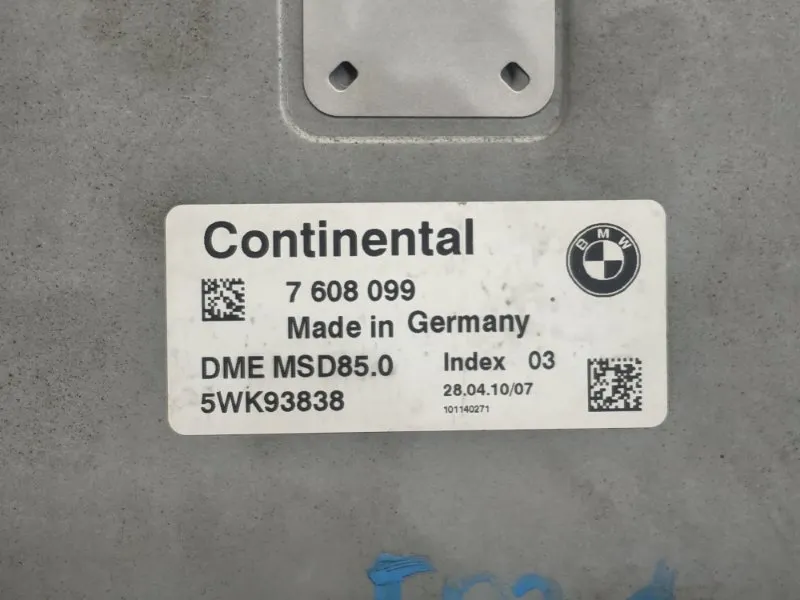 Continental
BMW
7 608 099
Made in Germany
DME MSD85.0 Index 03
5WK93838 28.04.10/07
101140271